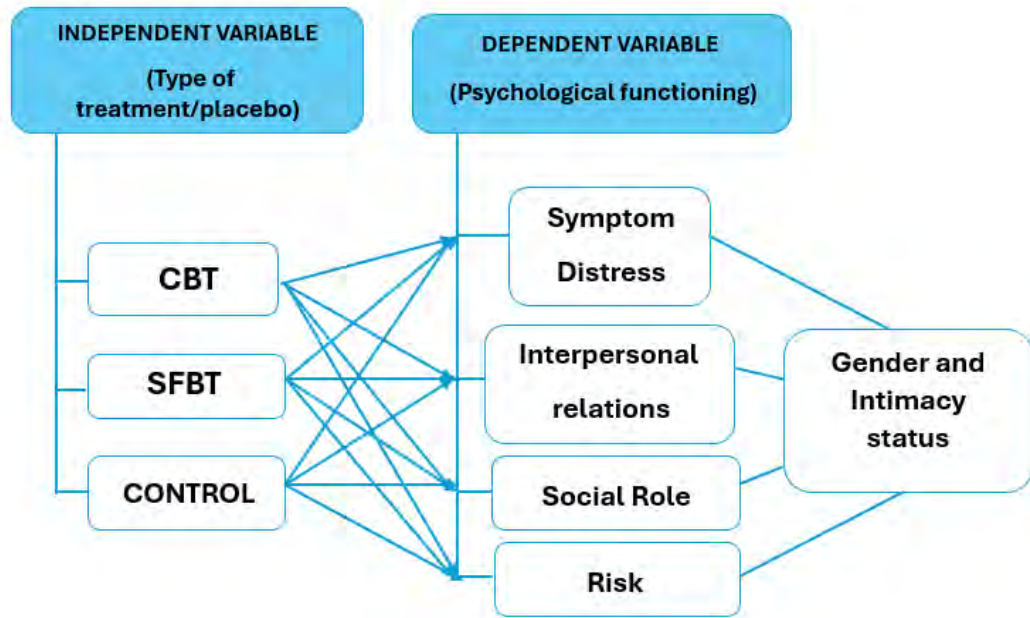 INDEPENDENT VARIABLE
(Type of
treatment/placebo)
DEPENDENT VARIABLE
(Psychological functioning)
CBT
SFBT
CONTROL
Symptom
Distress
Interpersonal
relations
Social Role
Risk
Gender and
Intimacy
status